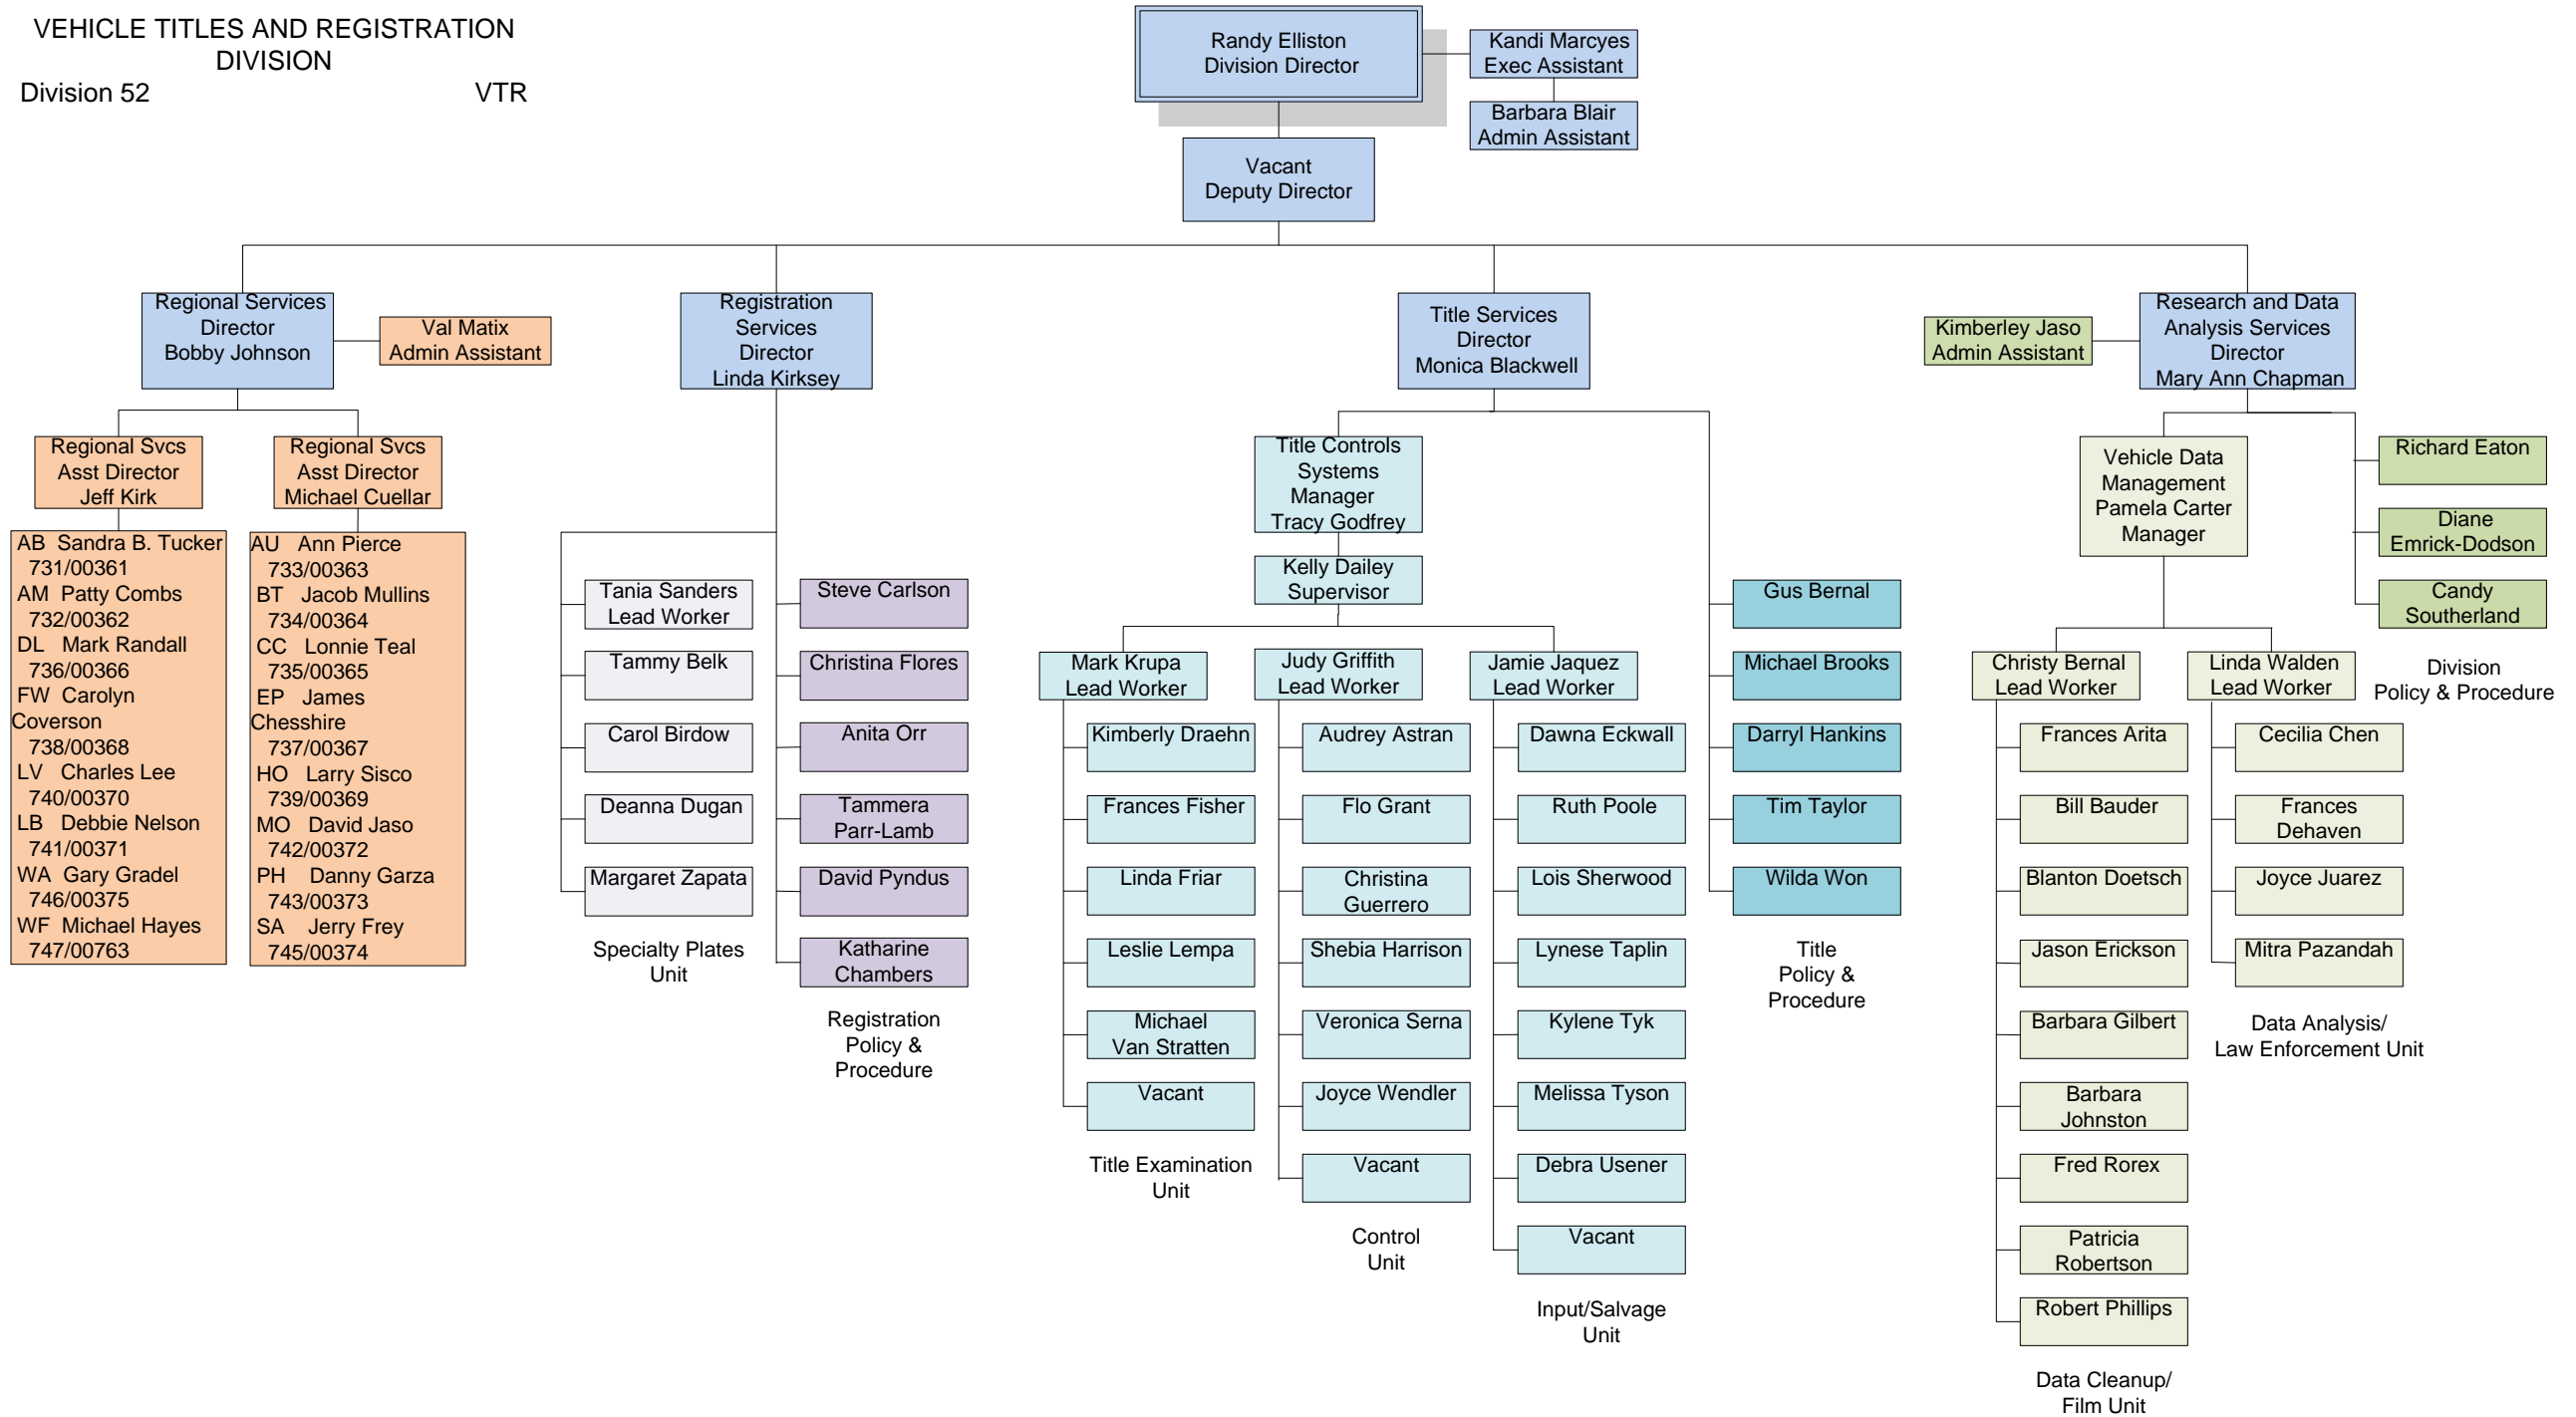 VEHICLE TITLES AND REGISTRATION
DIVISION
Division 52 VTR
Randy Elliston
Division Director
Kandi Marcyes
Exec Assistant
Barbara Blair
Admin Assistant
Vacant
Deputy Director
Regional Services
Director
Bobby Johnson
Val Matix
Admin Assistant
Regional Svcs
Asst Director
Jeff Kirk
Regional Svcs
Asst Director
Michael Cuellar
AB Sandra B. Tucker
731/00361
AM Patty Combs
732/00362
DL Mark Randall
736/00366
FW Carolyn
Coverson
738/00368
LV Charles Lee
740/00370
LB Debbie Nelson
741/00371
WA Gary Gradel
746/00375
WF Michael Hayes
747/00763
AU Ann Pierce
733/00363
BT Jacob Mullins
734/00364
CC Lonnie Teal
735/00365
EP James
Chesshire
737/00367
HO Larry Sisco
739/00369
MO David Jaso
742/00372
PH Danny Garza
743/00373
SA Jerry Frey
745/00374
Registration
Services
Director
Linda Kirksey
Tania Sanders
Lead Worker
Tammy Belk
Carol Birdow
Deanna Dugan
Margaret Zapata
Specialty Plates
Unit
Steve Carlson
Christina Flores
Anita Orr
Tammera
Parr-Lamb
David Pyndus
Katharine
Chambers
Registration
Policy &
Procedure
Title Services
Director
Monica Blackwell
Title Controls
Systems
Manager
Tracy Godfrey
Kelly Dailey
Supervisor
Mark Krupa
Lead Worker
Kimberly Draehn
Frances Fisher
Linda Friar
Leslie Lempa
Michael
Van Stratten
Vacant
Title Examination
Unit
Judy Griffith
Lead Worker
Audrey Astran
Flo Grant
Christina
Guerrero
Shebia Harrison
Veronica Serna
Joyce Wendler
Vacant
Control
Unit
Jamie Jaquez
Lead Worker
Dawna Eckwall
Ruth Poole
Lois Sherwood
Lynese Taplin
Kylene Tyk
Melissa Tyson
Debra Usener
Vacant
Input/Salvage
Unit
Gus Bernal
Michael Brooks
Darryl Hankins
Tim Taylor
Wilda Won
Title
Policy &
Procedure
Kimberley Jaso
Admin Assistant
Research and Data
Analysis Services
Director
Mary Ann Chapman
Vehicle Data
Management
Pamela Carter
Manager
Christy Bernal
Lead Worker
Frances Arita
Bill Bauder
Blanton Doetsch
Jason Erickson
Barbara Gilbert
Barbara
Johnston
Fred Rorex
Patricia
Robertson
Robert Phillips
Data Cleanup/
Film Unit
Linda Walden
Lead Worker
Cecilia Chen
Frances
Dehaven
Joyce Juarez
Mitra Pazandah
Data Analysis/
Law Enforcement Unit
Richard Eaton
Diane
Emrick-Dodson
Candy
Southerland
Division
Policy & Procedure